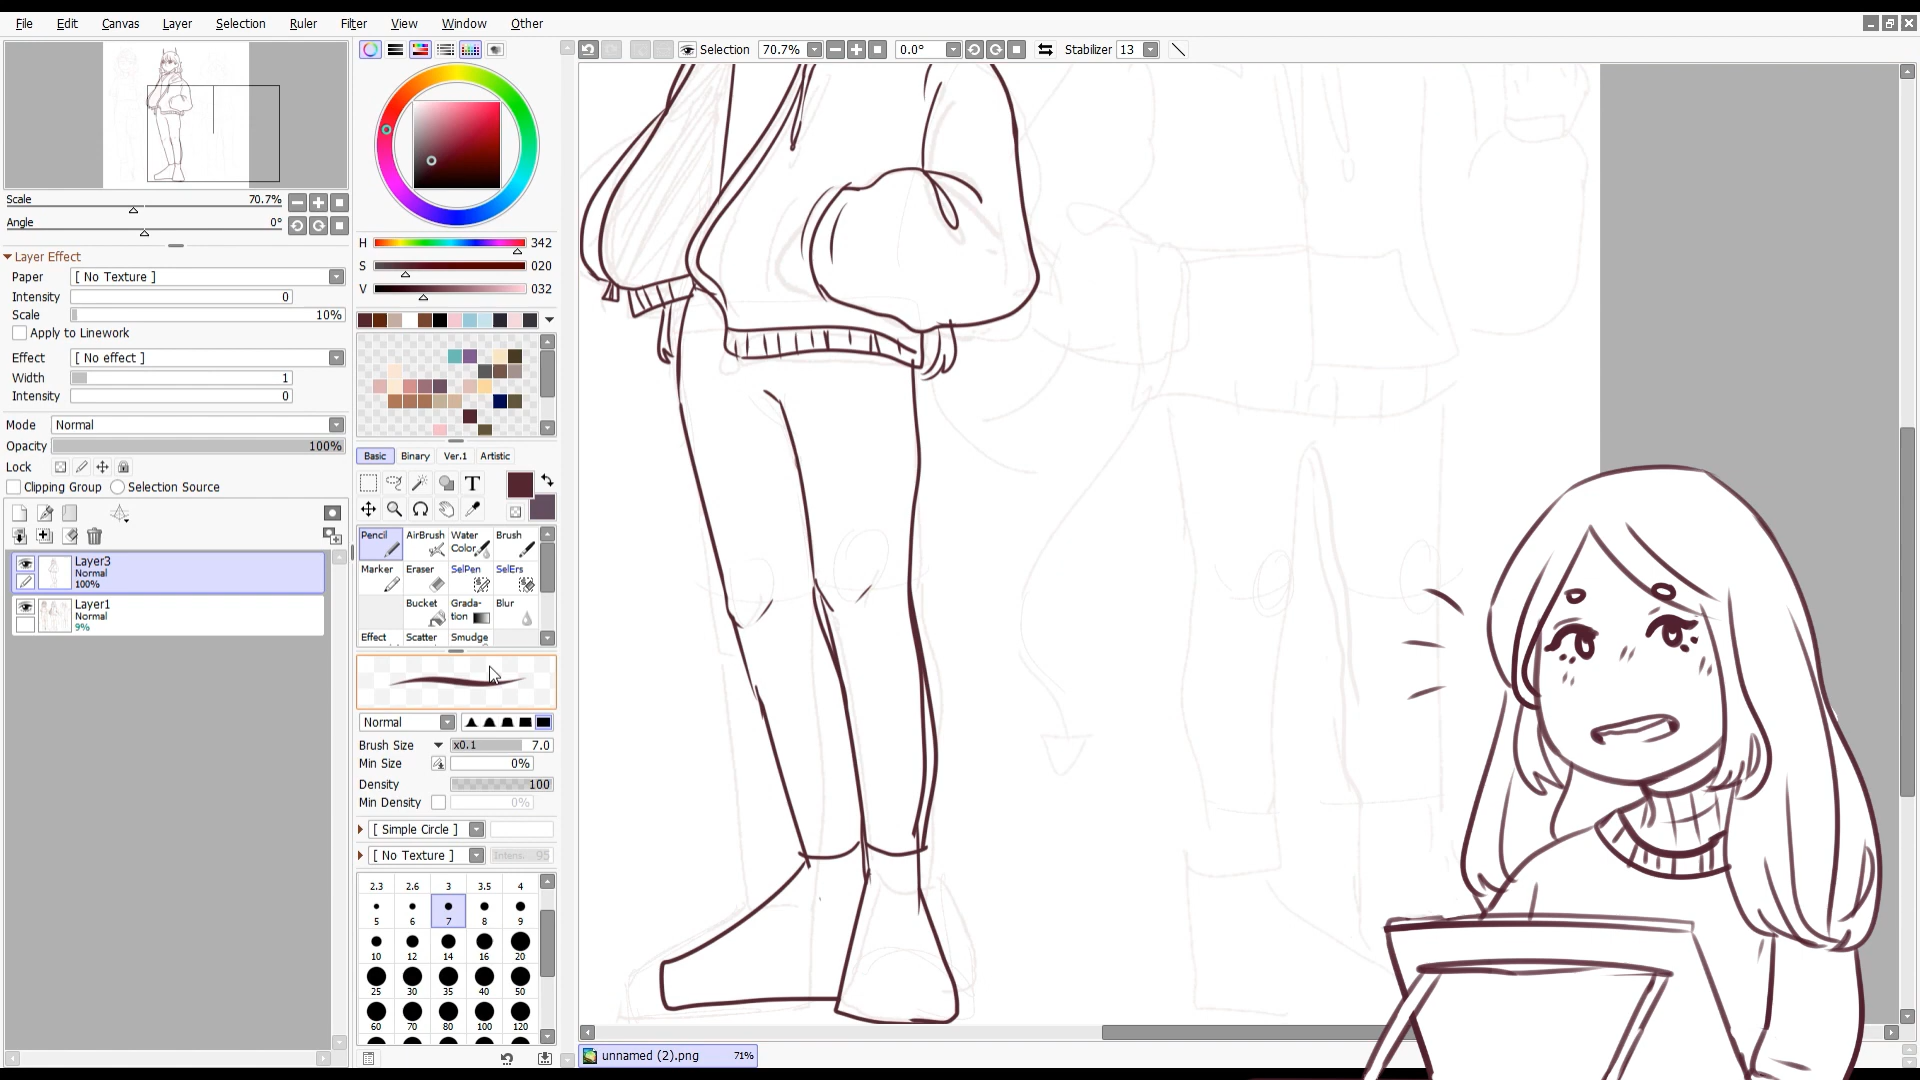 File Edit Canvas Layer Selection Ruler Filter View Window Other
Selection 70.7% 0.0° Stabilizer 13
Scale 70.7%
Angle 0°
Layer Effect
Paper [ No Texture ]
Intensity 0
Scale 10%
Apply to Linework
Effect [ No effect ]
Width 1
Intensity 0
Mode Normal
Opacity 100%
Lock
Clipping Group Selection Source
Layer3
Normal
100%
Layer1
Normal
9%
H 342
S 020
V 032
Basic Binary Ver.1 Artistic
T
Pencil AirBrush Water Color Brush
Marker Eraser SelPen SelErs
Bucket Grada-tion Blur
Effect Scatter Smudge
Normal
Brush Size x0.1 7.0
Min Size 0%
Density 100
Min Density 0%
[ Simple Circle ]
[ No Texture ] Intens. 95
2.3 2.6 3 3.5 4
5 6 7 8 9
10 12 14 16 20
25 30 35 40 50
60 70 80 100 120
unnamed (2).png 71%